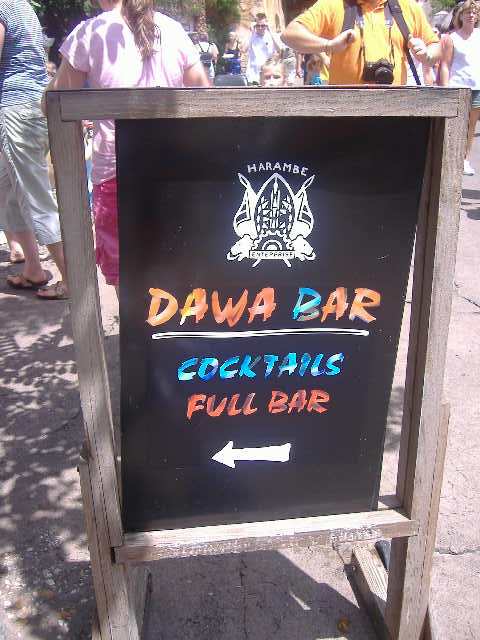 HARAMBE
ENTERPRISE
DAWA BAR
COCKTAILS
FULL BAR